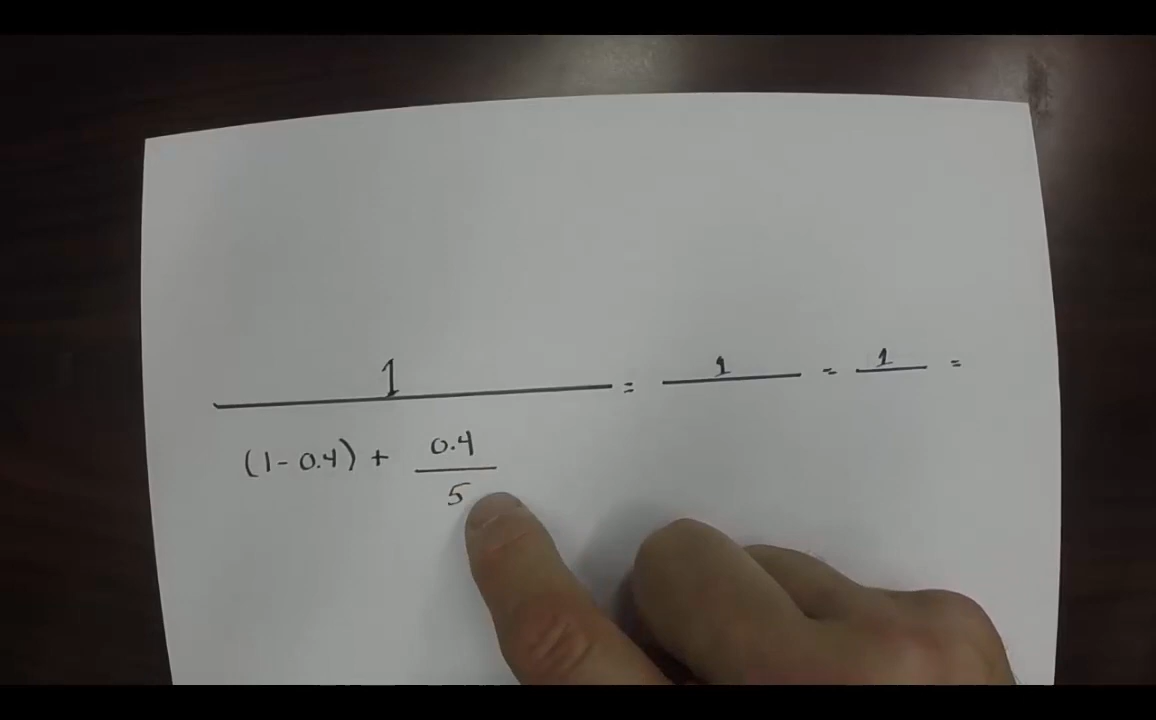 1 = 1 = 1 =
(1 - 0.4) + 0.4
5